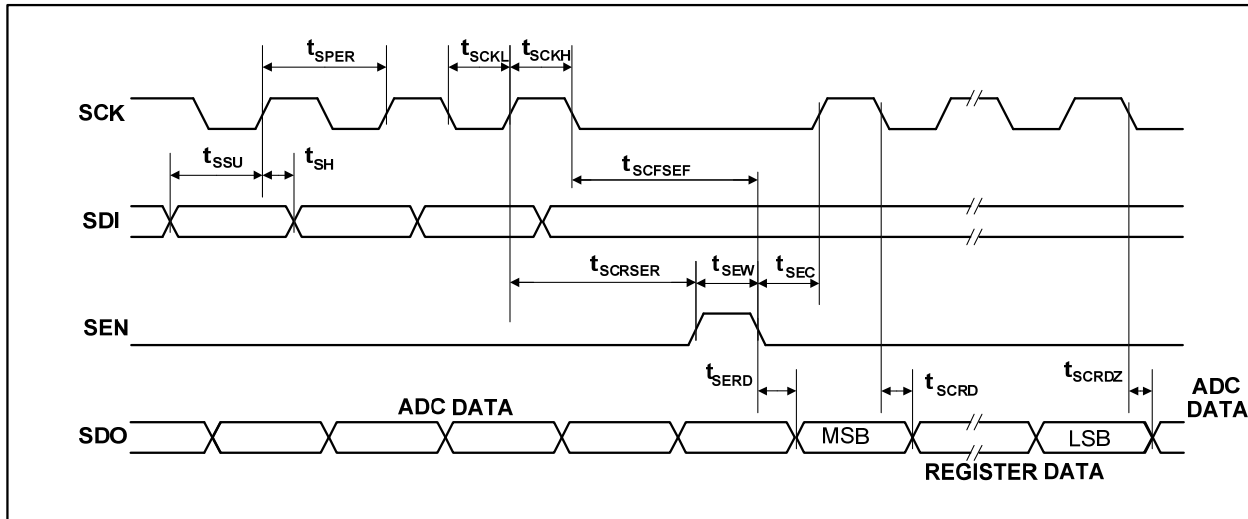 tSPER
tSCKL
tSCKH
SCK
tSSU
tSH
tSCFSEF
SDI
tSCRSER
tSEW
tSEC
SEN
tSERD
tSCRD
tSCRDZ
ADC
DATA
ADC DATA
SDO
MSB
LSB
REGISTER DATA